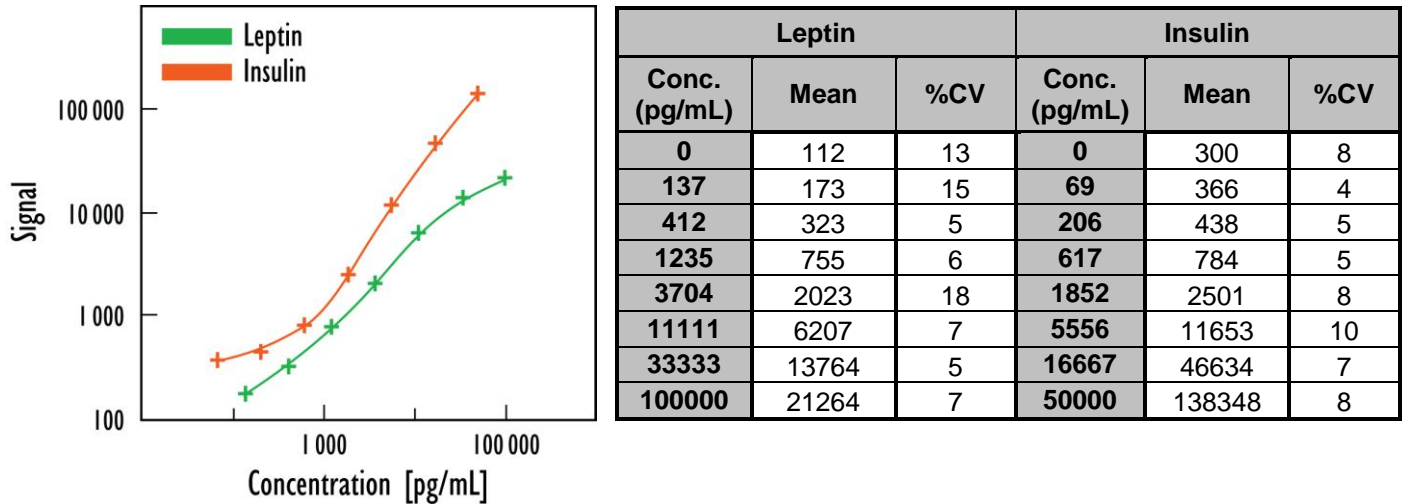 Leptin
Insulin
100 000
10 000
1 000
100
Signal
1 000 100 000
Concentration [pg/mL]
Leptin Insulin
Conc. (pg/mL) Mean %CV Conc. (pg/mL) Mean %CV
0 112 13 0 300 8
137 173 15 69 366 4
412 323 5 206 438 5
1235 755 6 617 784 5
3704 2023 18 1852 2501 8
11111 6207 7 5556 11653 10
33333 13764 5 16667 46634 7
100000 21264 7 50000 138348 8